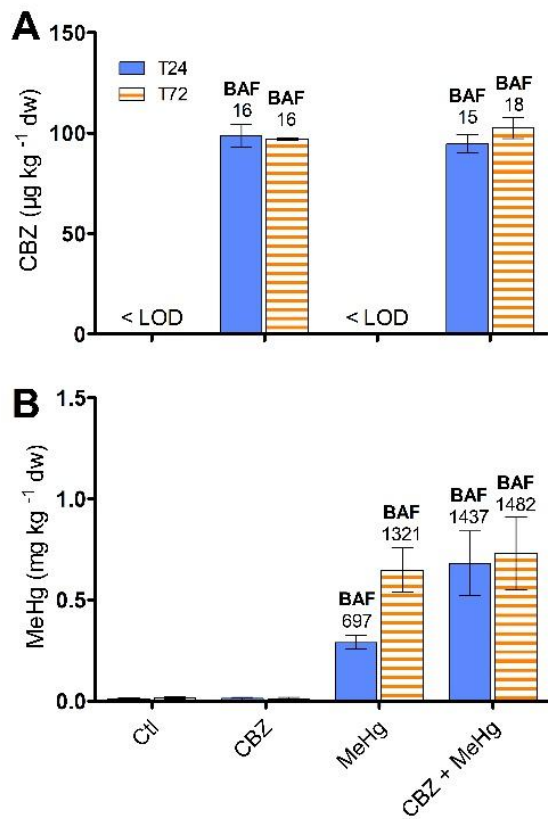 A
150
T24
T72
BAF
16
BAF
16
BAF
15
BAF
18
100
50
0
CBZ (µg kg ⁻¹ dw)
< LOD
< LOD
B
1.5
1.0
0.5
0.0
MeHg (mg kg ⁻¹ dw)
BAF
697
BAF
1321
BAF
1437
BAF
1482
Ctl
CBZ
MeHg
CBZ + MeHg